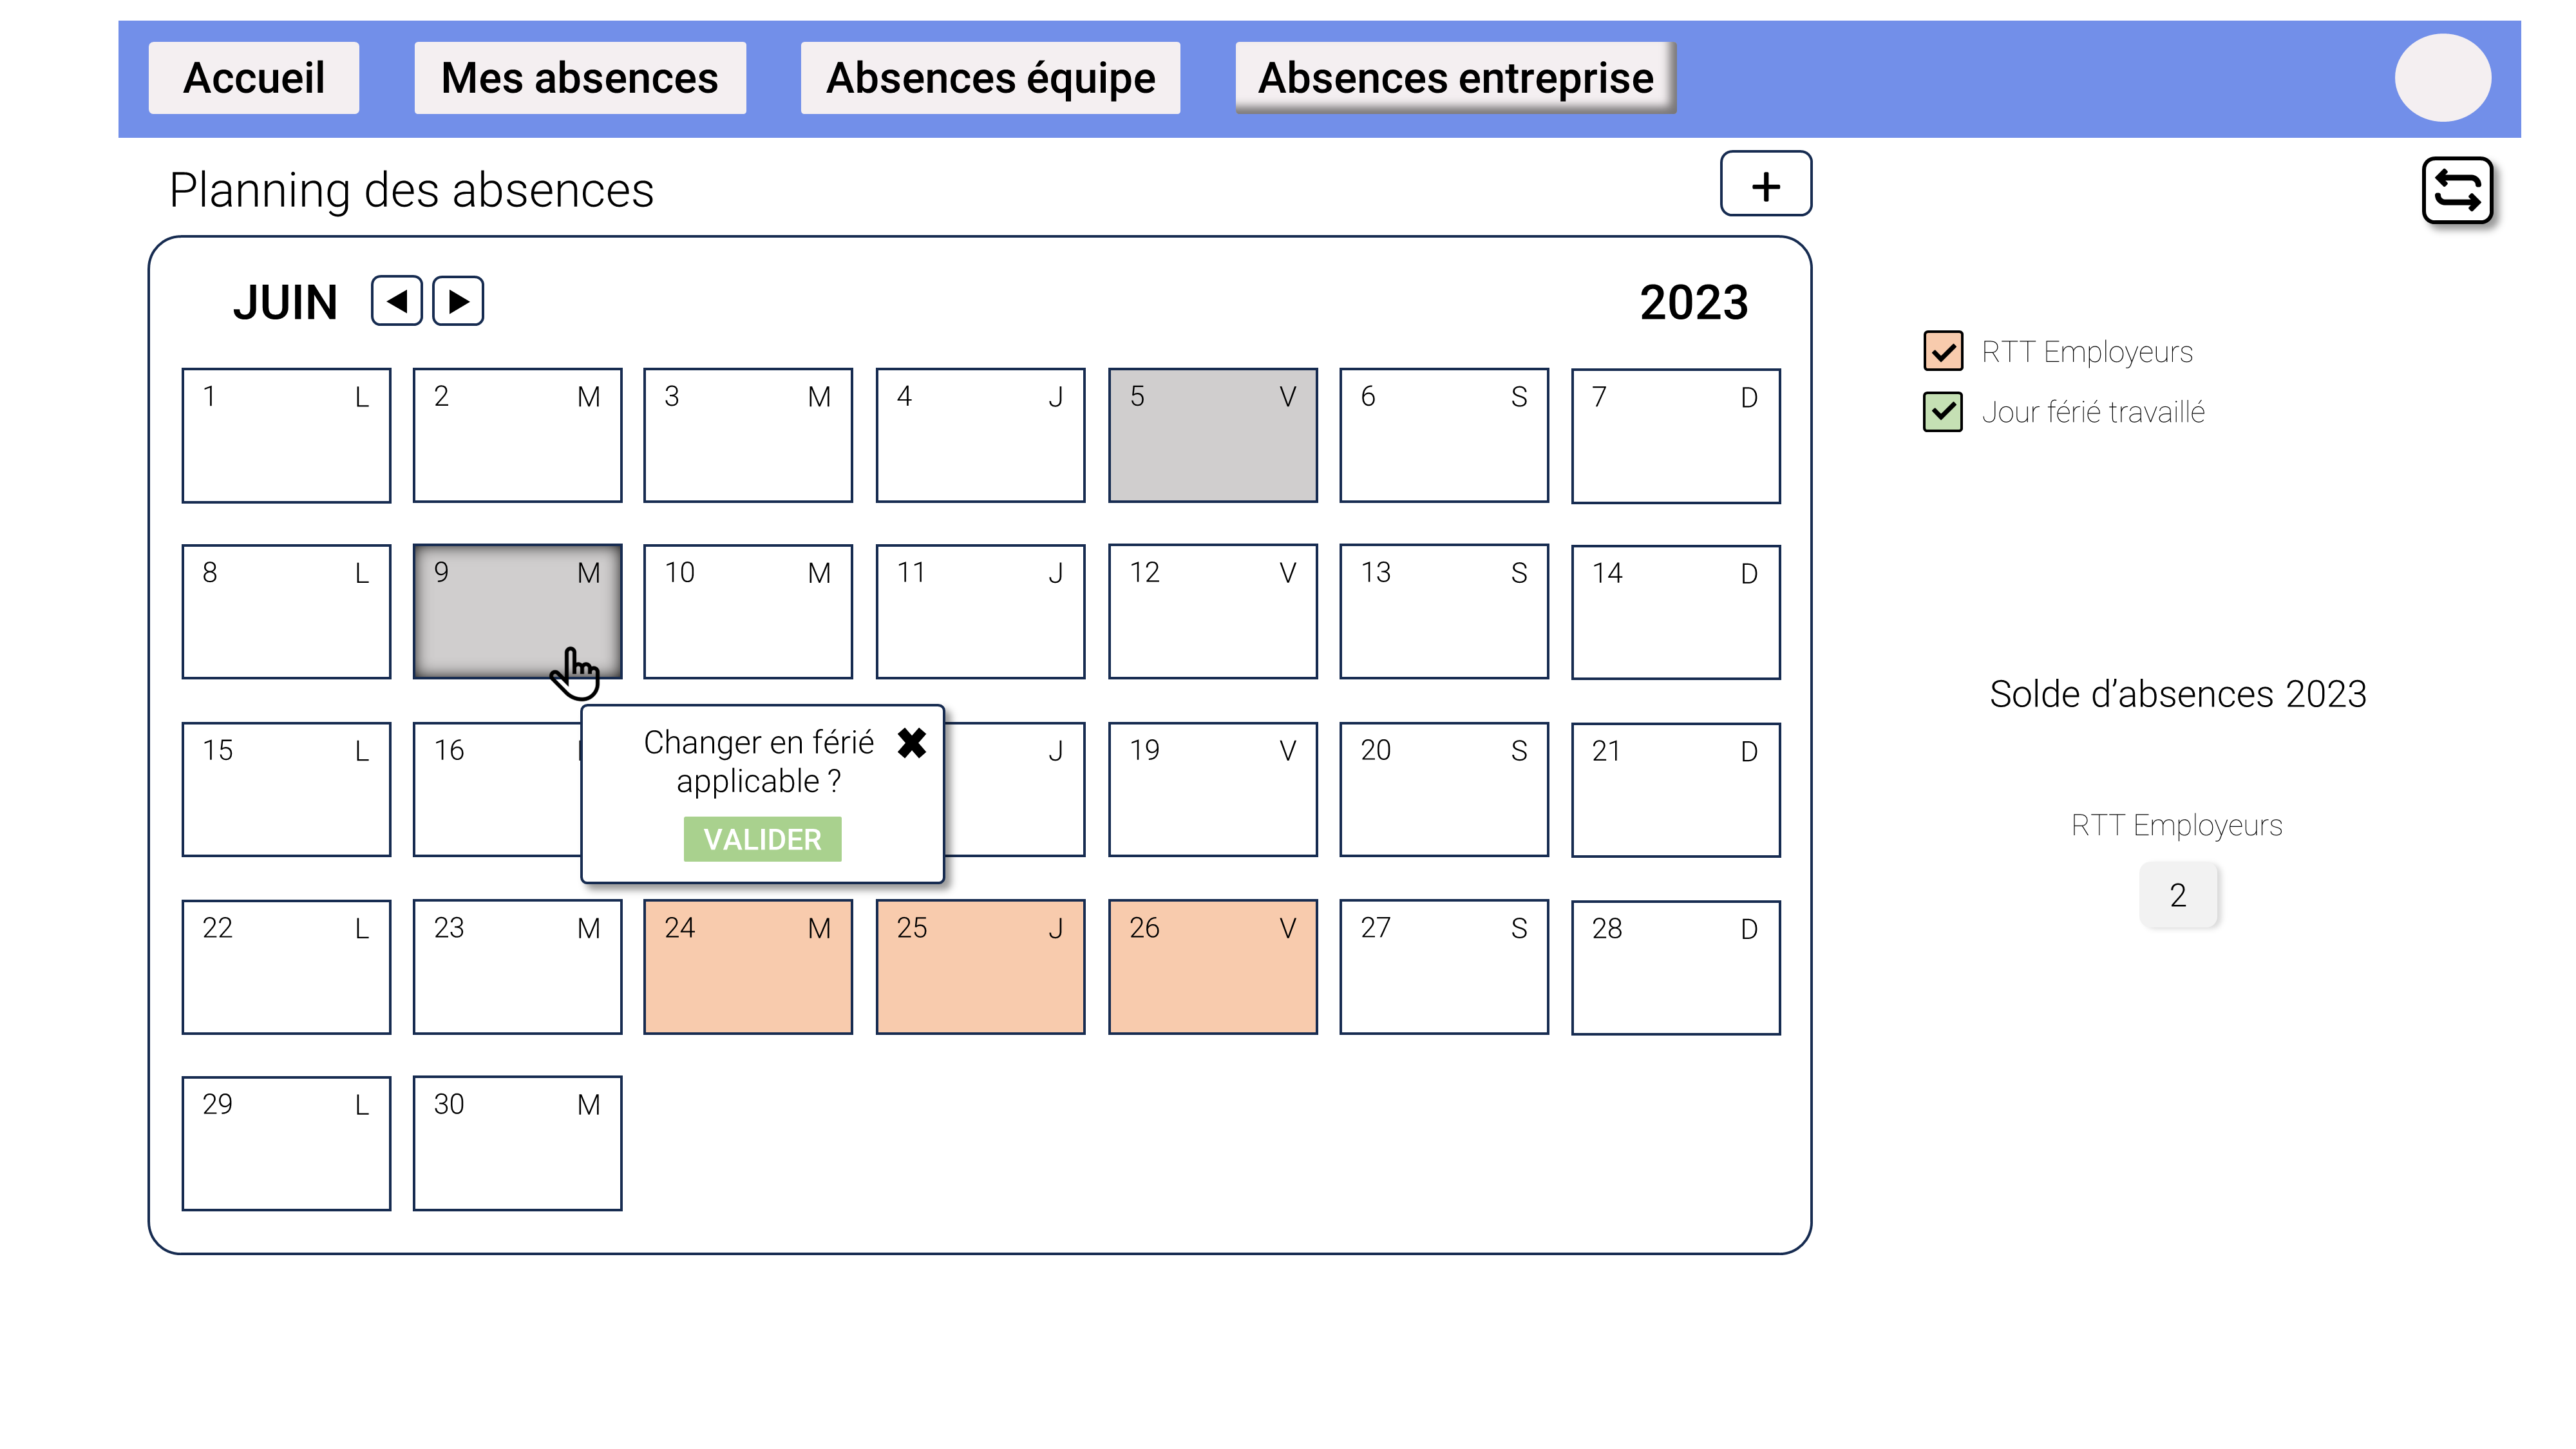 Accueil
Mes absences
Absences équipe
Absences entreprise
Planning des absences
+
JUIN
2023
1 L
2 M
3 M
4 J
5 V
6 S
7 D
8 L
9 M
10 M
11 J
12 V
13 S
14 D
15 L
16
J
19 V
20 S
21 D
Changer en férié
applicable ?
VALIDER
22 L
23 M
24 M
25 J
26 V
27 S
28 D
29 L
30 M
RTT Employeurs
Jour férié travaillé
Solde d’absences 2023
RTT Employeurs
2